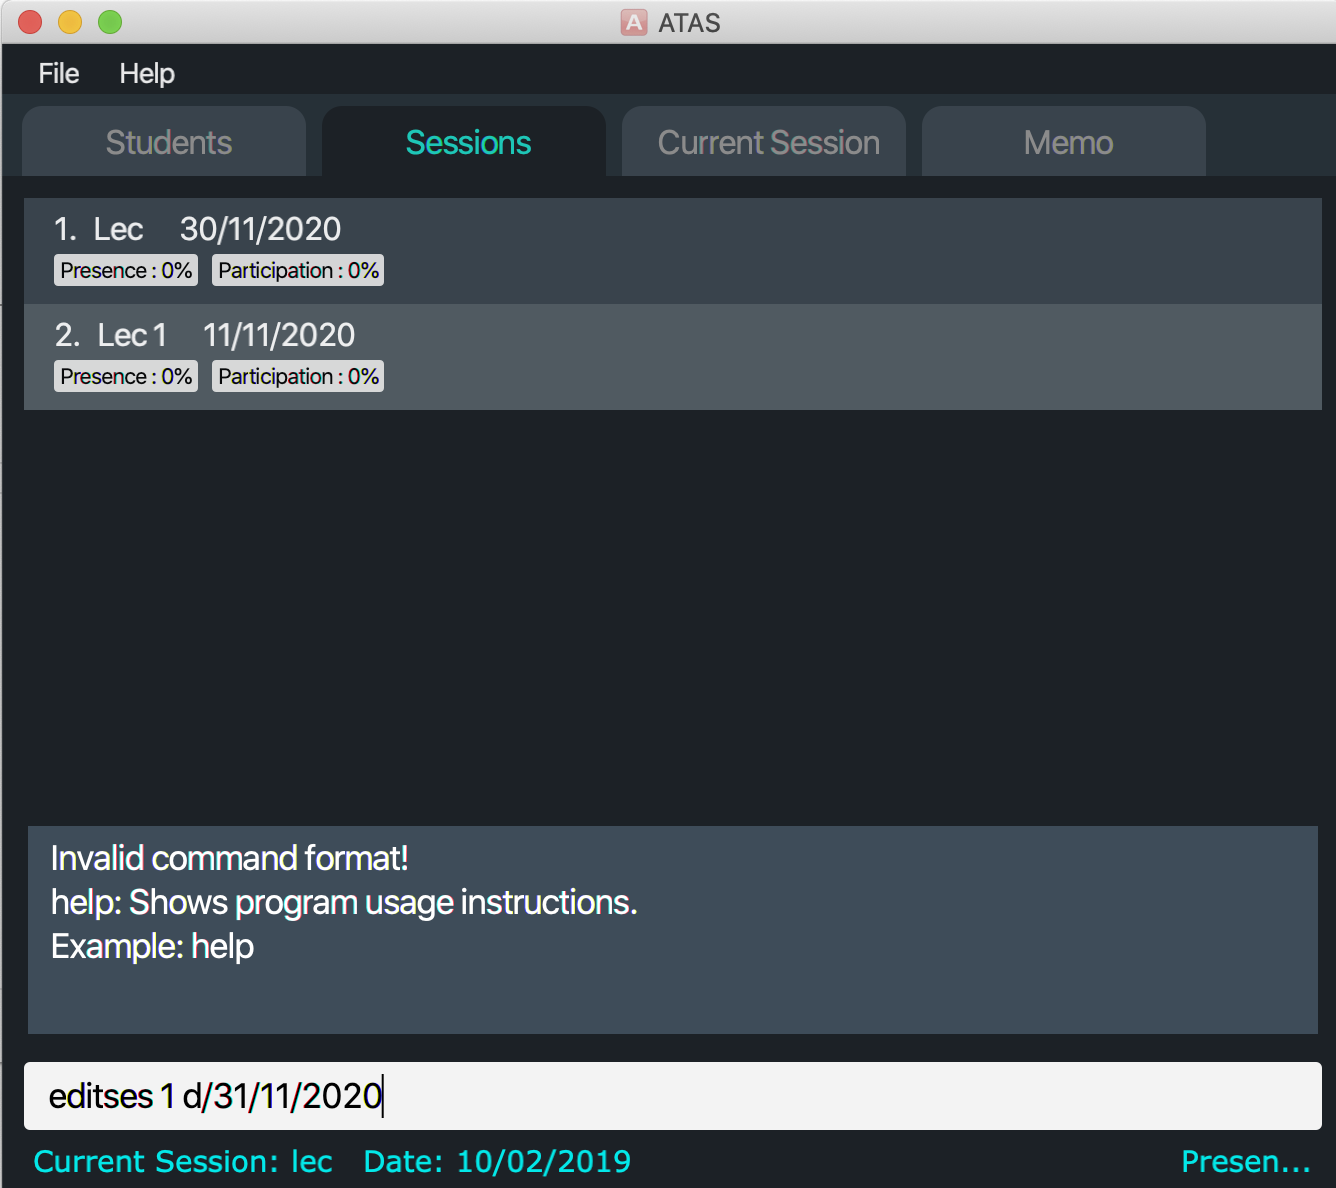 A ATAS
File Help
Students Sessions Current Session Memo
1. Lec 30/11/2020
Presence : 0% Participation : 0%
2. Lec 1 11/11/2020
Presence : 0% Participation : 0%
Invalid command format!
help: Shows program usage instructions.
Example: help
editses 1 d/31/11/2020
Current Session: lec Date: 10/02/2019 Presen...